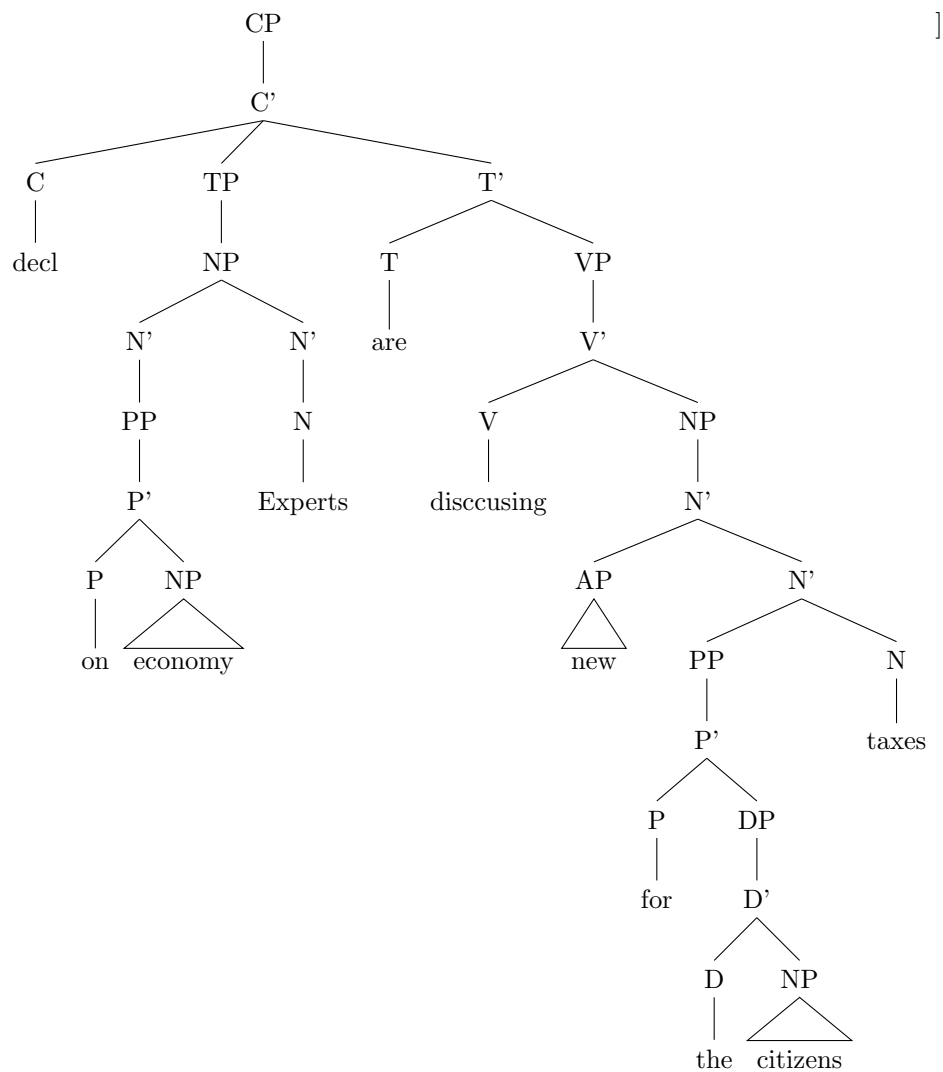 CP ]
C'
C TP T'
decl NP T VP
N' N' are V'
PP N V NP
P' Experts disccusing N'
P NP AP N'
on economy new PP N
P' taxes
P DP
for D'
D NP
the citizens